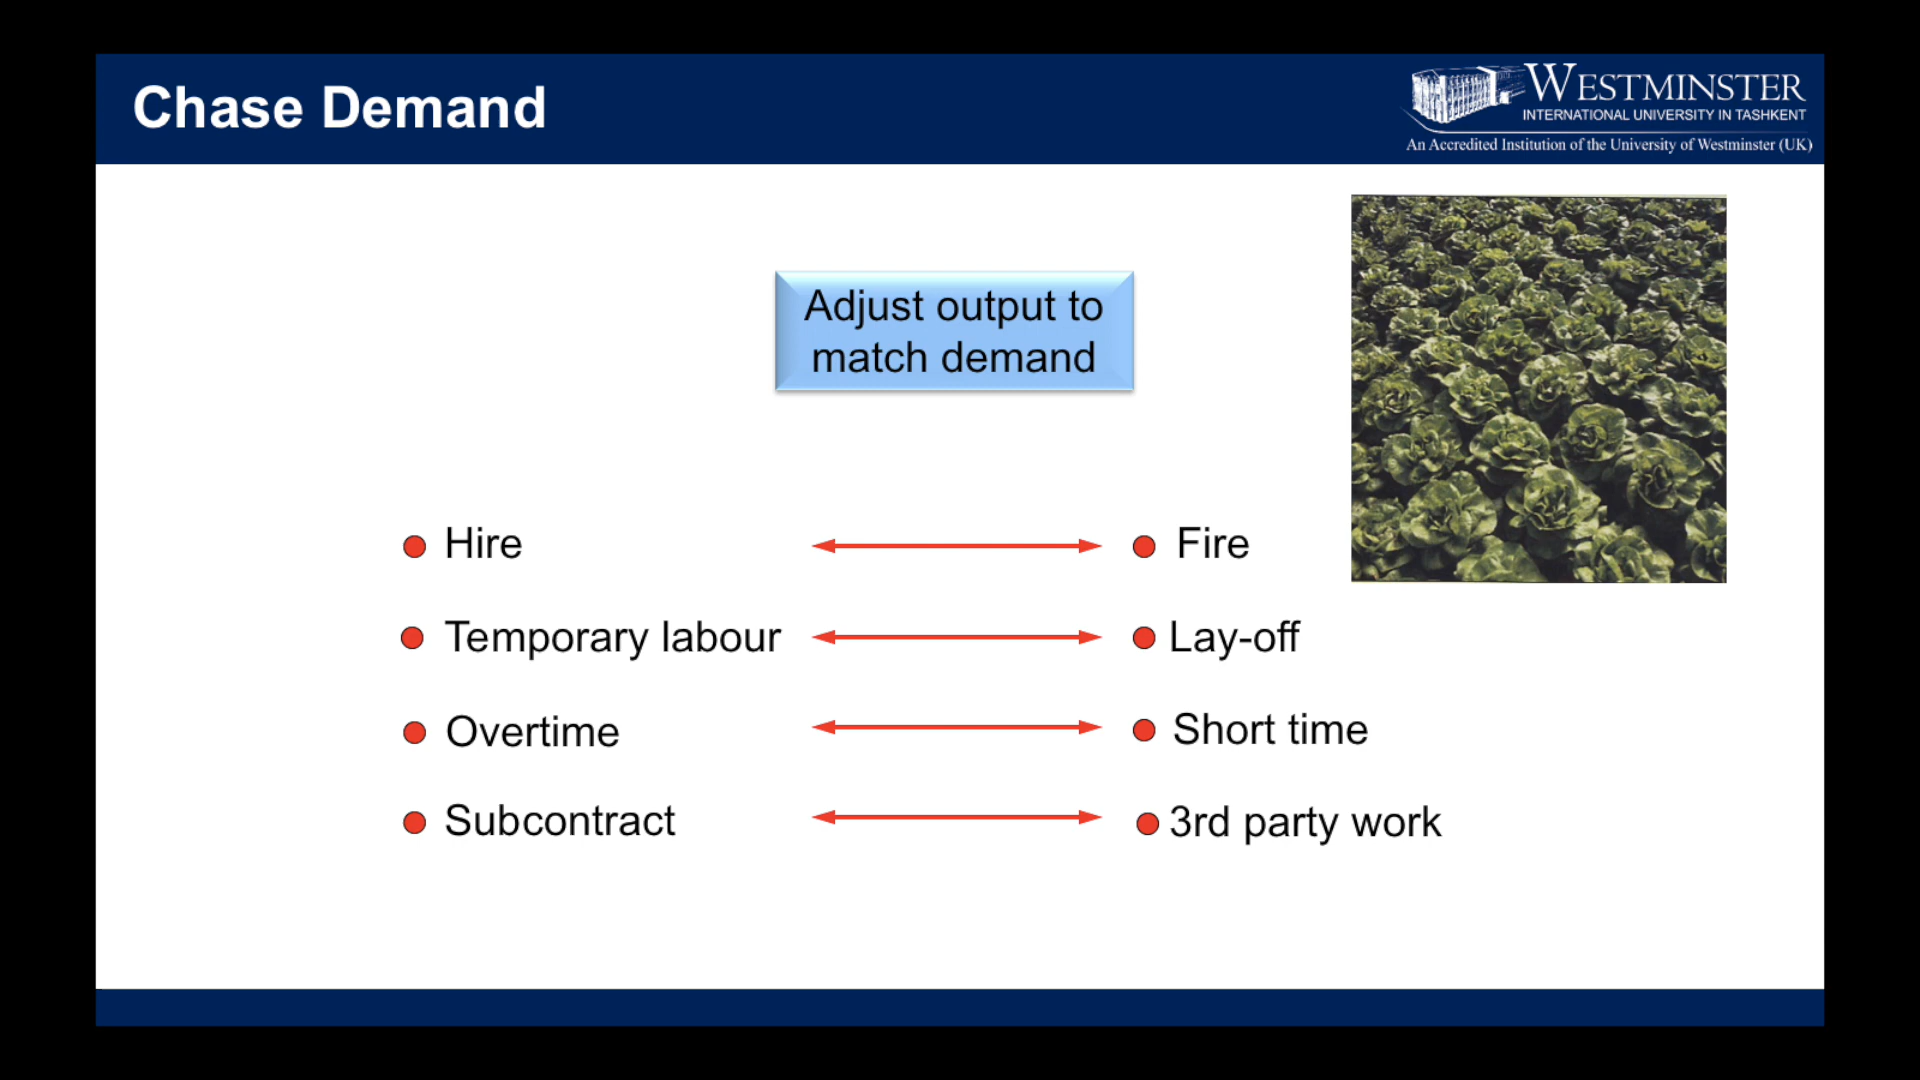 Chase Demand
WESTMINSTER
INTERNATIONAL UNIVERSITY IN TASHKENT
An Accredited Institution of the University of Westminster (UK)
Adjust output to
match demand
Hire
Fire
Temporary labour
Lay-off
Overtime
Short time
Subcontract
3rd party work